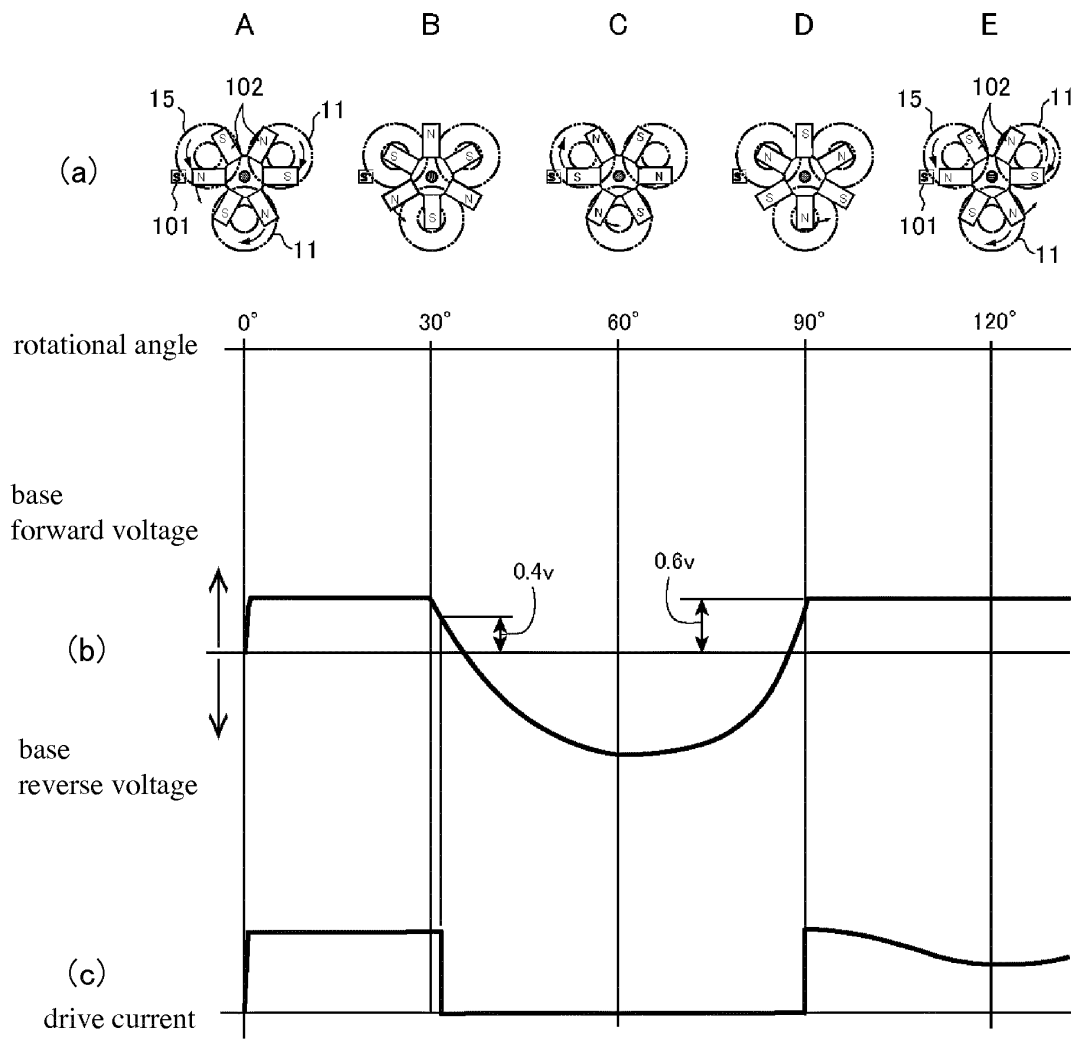 A B C D E
15 102 11 15 102 11
(a)
S N S N S N S
S N S N S N S
S S N S N N S
S N S N S N S
S N S N S N S
101 11 101 11
0° 30° 60° 90° 120°
rotational angle
base
forward voltage
0.4v 0.6v
(b)
base
reverse voltage
(c)
drive current